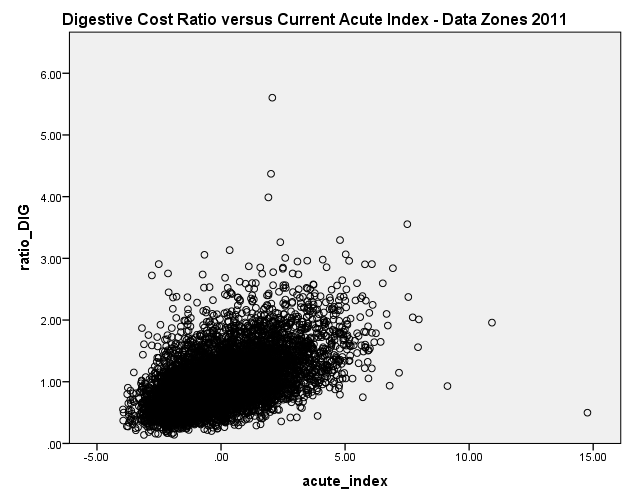 Digestive Cost Ratio versus Current Acute Index - Data Zones 2011
6.00
5.00
4.00
3.00
2.00
1.00
.00
ratio_DIG
-5.00 .00 5.00 10.00 15.00
acute_index